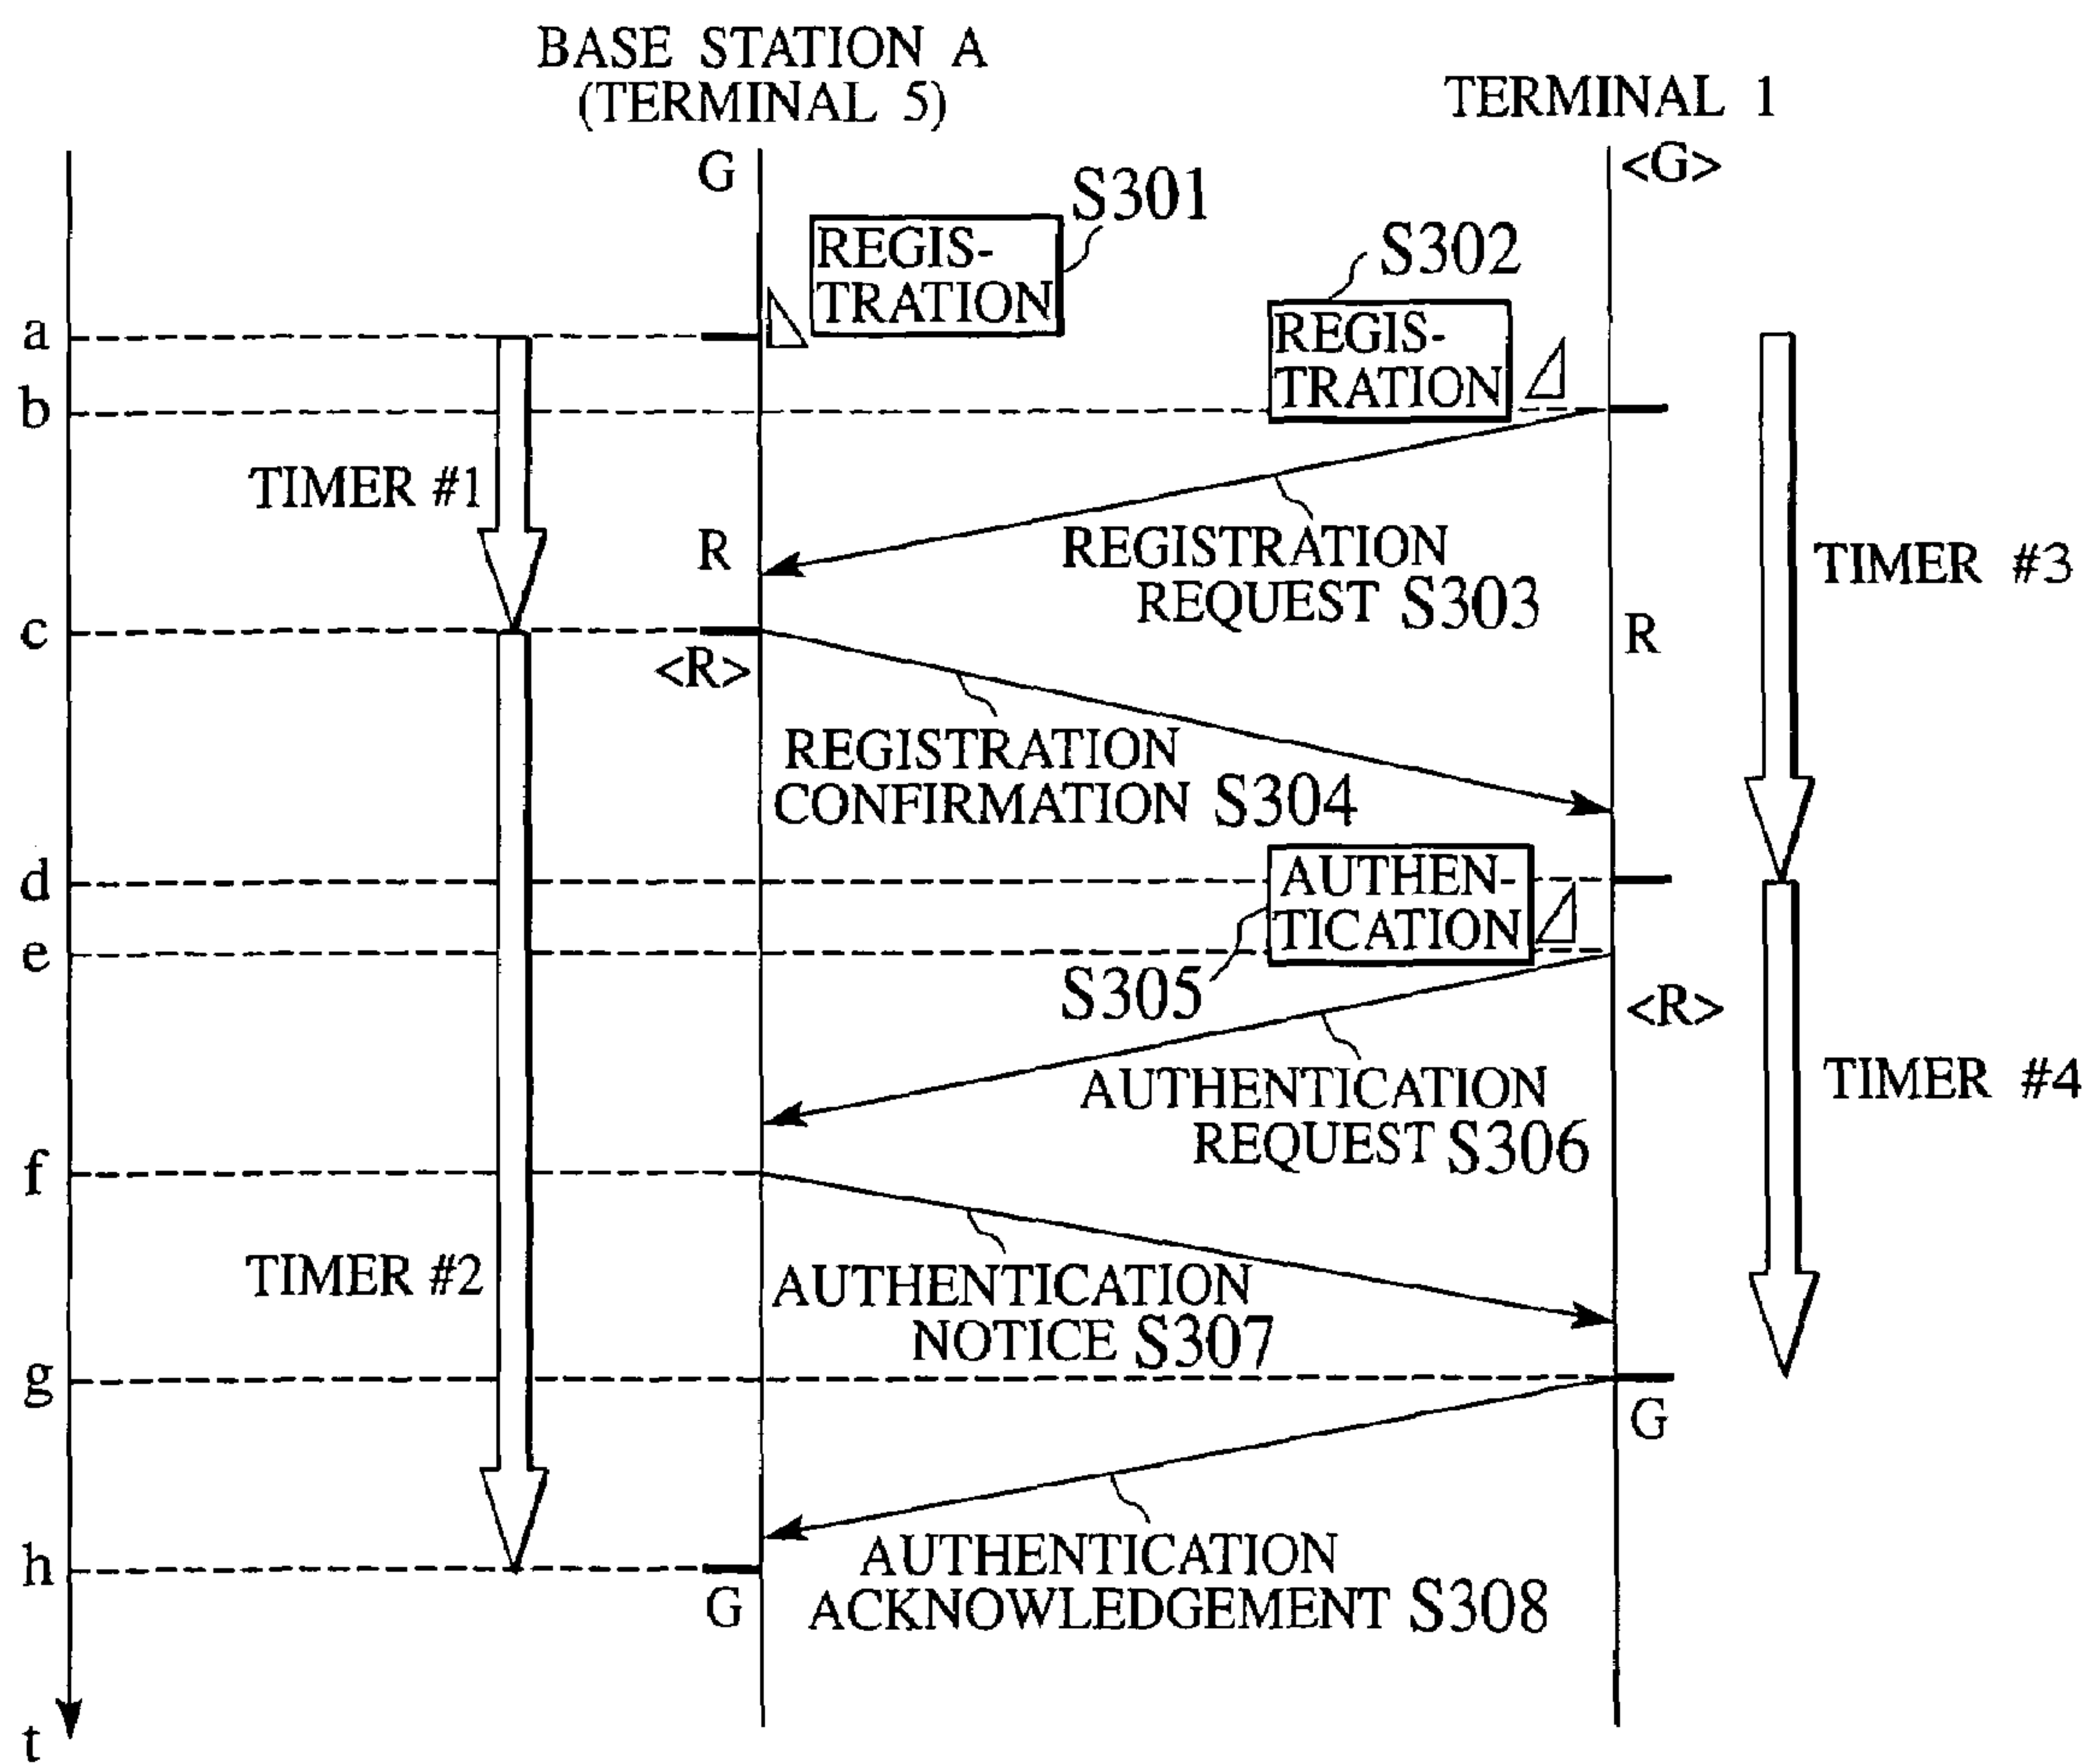 BASE STATION A
(TERMINAL 5)
TERMINAL 1
G
<G>
S301
REGIS-
TRATION
S302
REGIS-
TRATION
a
b
TIMER #1
R
REGISTRATION
REQUEST S303
TIMER #3
c
<R>
R
REGISTRATION
CONFIRMATION S304
d
AUTHEN-
TICATION
e
S305
<R>
AUTHENTICATION
REQUEST S306
TIMER #4
f
TIMER #2
AUTHENTICATION
NOTICE S307
g
G
h
AUTHENTICATION
ACKNOWLEDGEMENT S308
G
t